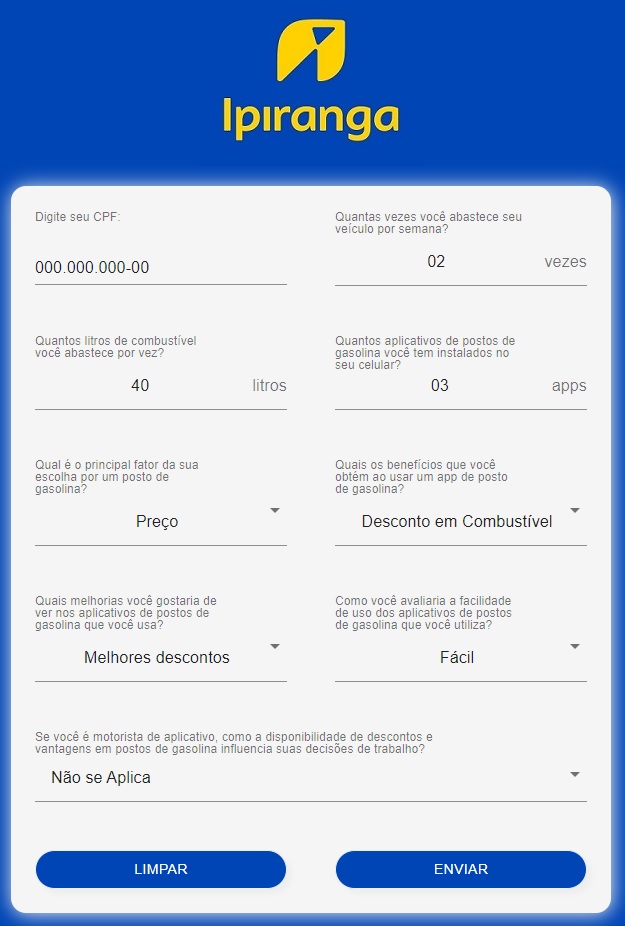 Ipiranga
Digite seu CPF:
000.000.000-00
Quantas vezes você abastece seu
veículo por semana?
02 vezes
Quantos litros de combustível
você abastece por vez?
40 litros
Quantos aplicativos de postos de
gasolina você tem instalados no
seu celular?
03 apps
Qual é o principal fator da sua
escolha por um posto de
gasolina?
Preço
Quais os benefícios que você
obtém ao usar um app de posto
de gasolina?
Desconto em Combustível
Quais melhorias você gostaria de
ver nos aplicativos de postos de
gasolina que você usa?
Melhores descontos
Como você avaliaria a facilidade
de uso dos aplicativos de postos
de gasolina que você utiliza?
Fácil
Se você é motorista de aplicativo, como a disponibilidade de descontos e
vantagens em postos de gasolina influencia suas decisões de trabalho?
Não se Aplica
LIMPAR
ENVIAR